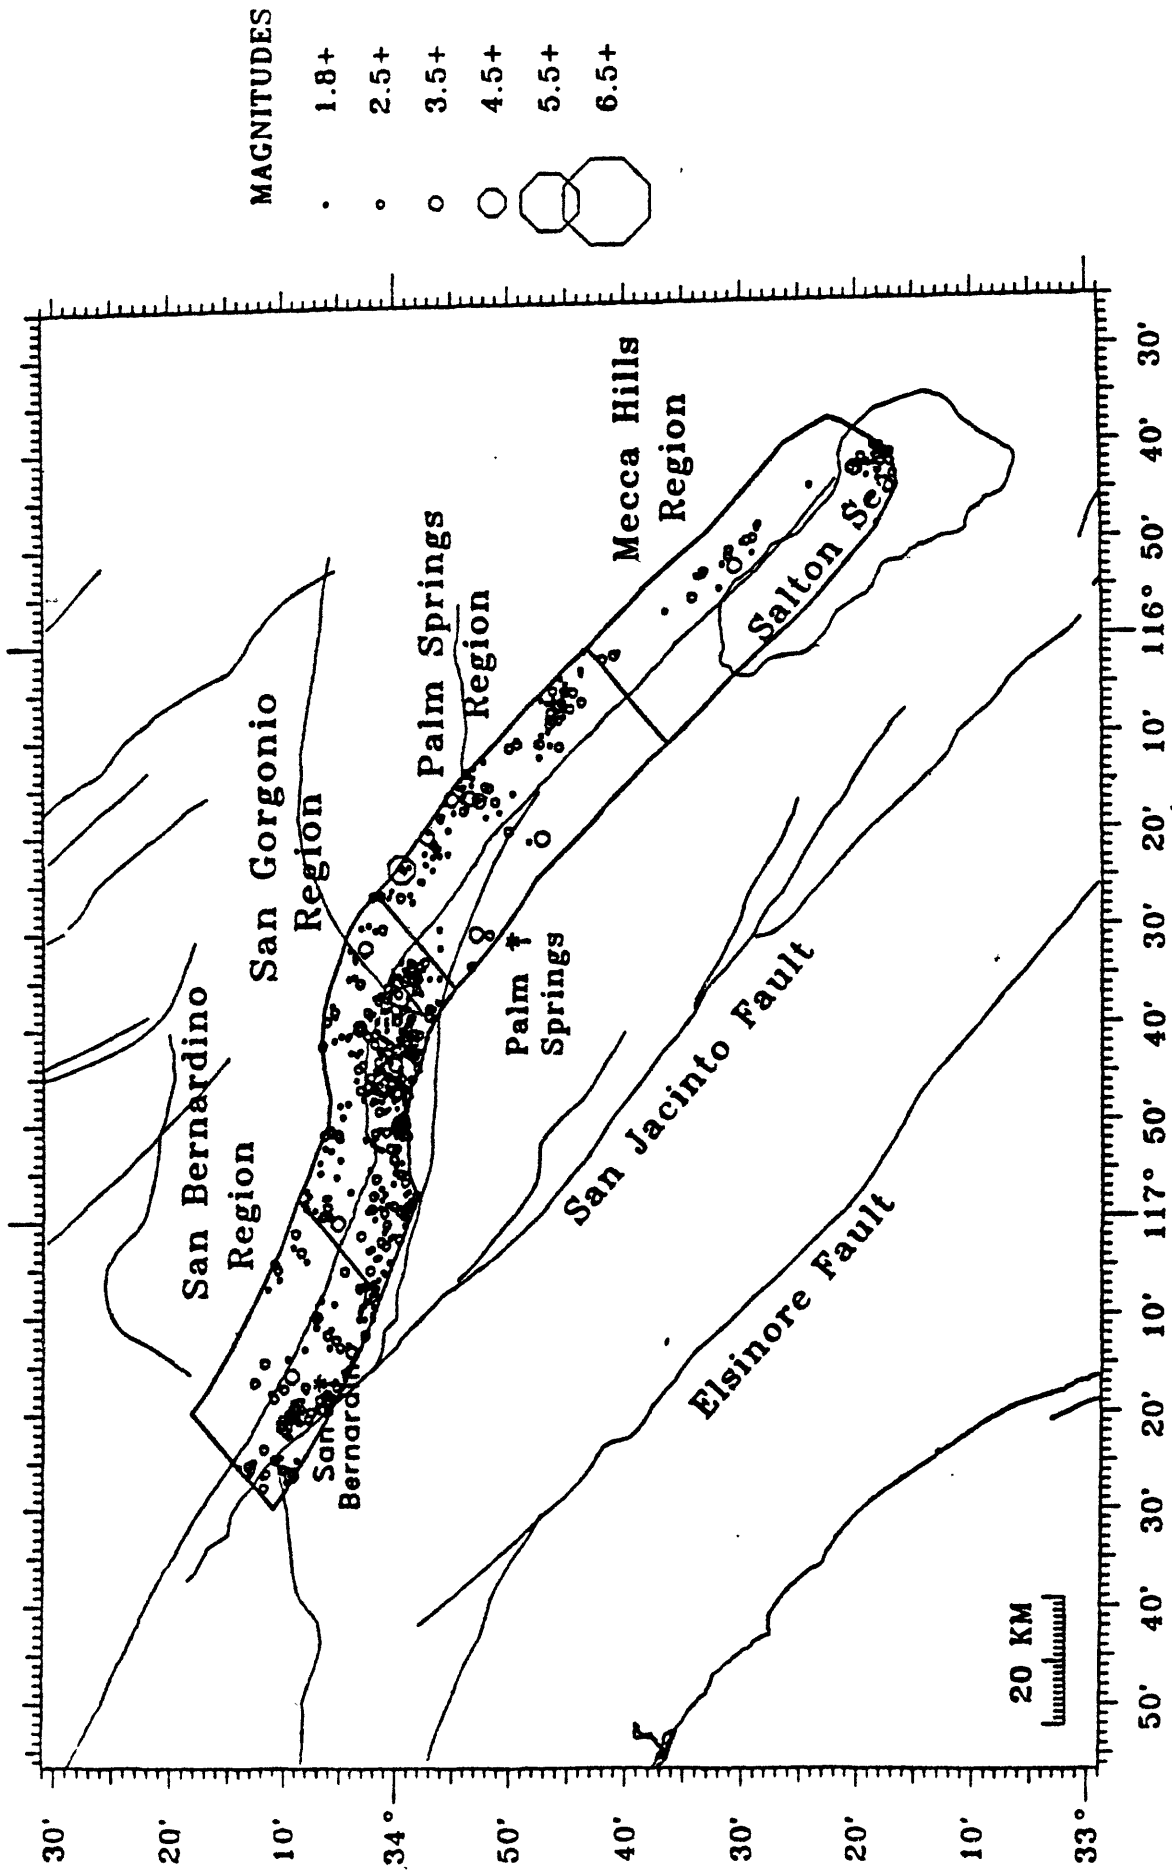 MAGNITUDES
1.8+
2.5+
3.5+
4.5+
5.5+
6.5+
San Bernardino
Region
San Gorgonio
Region
Palm Springs
Region
Mecca Hills
Region
San
Bernardino
Palm
Springs
Salton Sea
San Jacinto Fault
Elsinore Fault
20 KM
30'
20'
10'
34°
50'
40'
30'
20'
10'
33°
50'
40'
30'
20'
10'
117°
50'
40'
30'
20'
10'
116°
50'
40'
30'